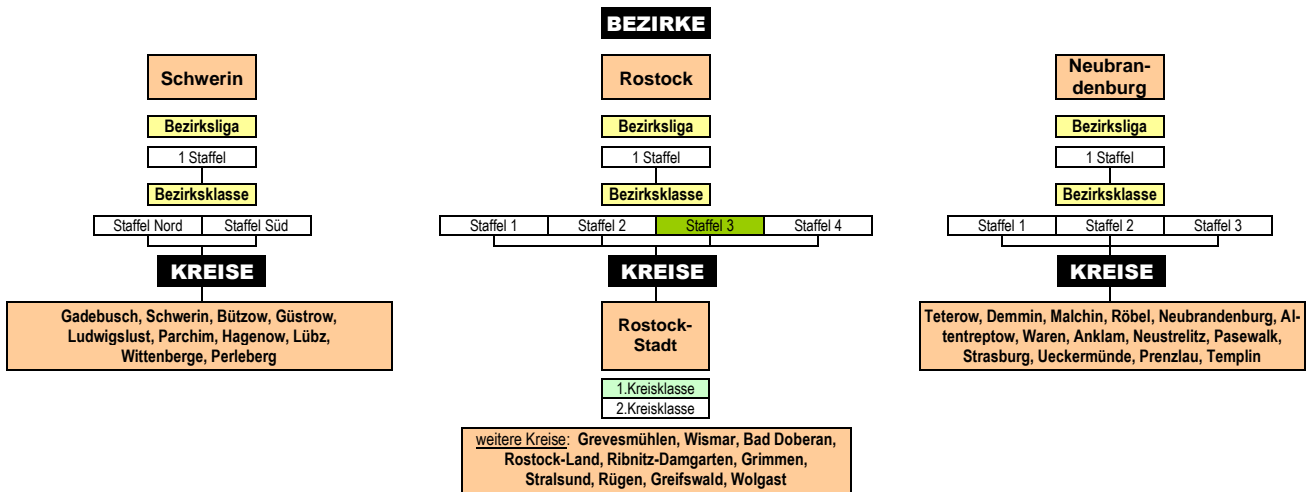 BEZIRKE
Schwerin
Bezirksliga
1 Staffel
Bezirksklasse
Staffel Nord
Staffel Süd
KREISE
Gadebusch, Schwerin, Bützow, Güstrow,
Ludwigslust, Parchim, Hagenow, Lübz,
Wittenberge, Perleberg
Rostock
Bezirksliga
1 Staffel
Bezirksklasse
Staffel 1
Staffel 2
Staffel 3
Staffel 4
KREISE
Rostock-
Stadt
1.Kreisklasse
2.Kreisklasse
weitere Kreise: Grevesmühlen, Wismar, Bad Doberan,
Rostock-Land, Ribnitz-Damgarten, Grimmen,
Stralsund, Rügen, Greifswald, Wolgast
Neubran-
denburg
Bezirksliga
1 Staffel
Bezirksklasse
Staffel 1
Staffel 2
Staffel 3
KREISE
Teterow, Demmin, Malchin, Röbel, Neubrandenburg, Al-
tentreptow, Waren, Anklam, Neustrelitz, Pasewalk,
Strasburg, Ueckermünde, Prenzlau, Templin